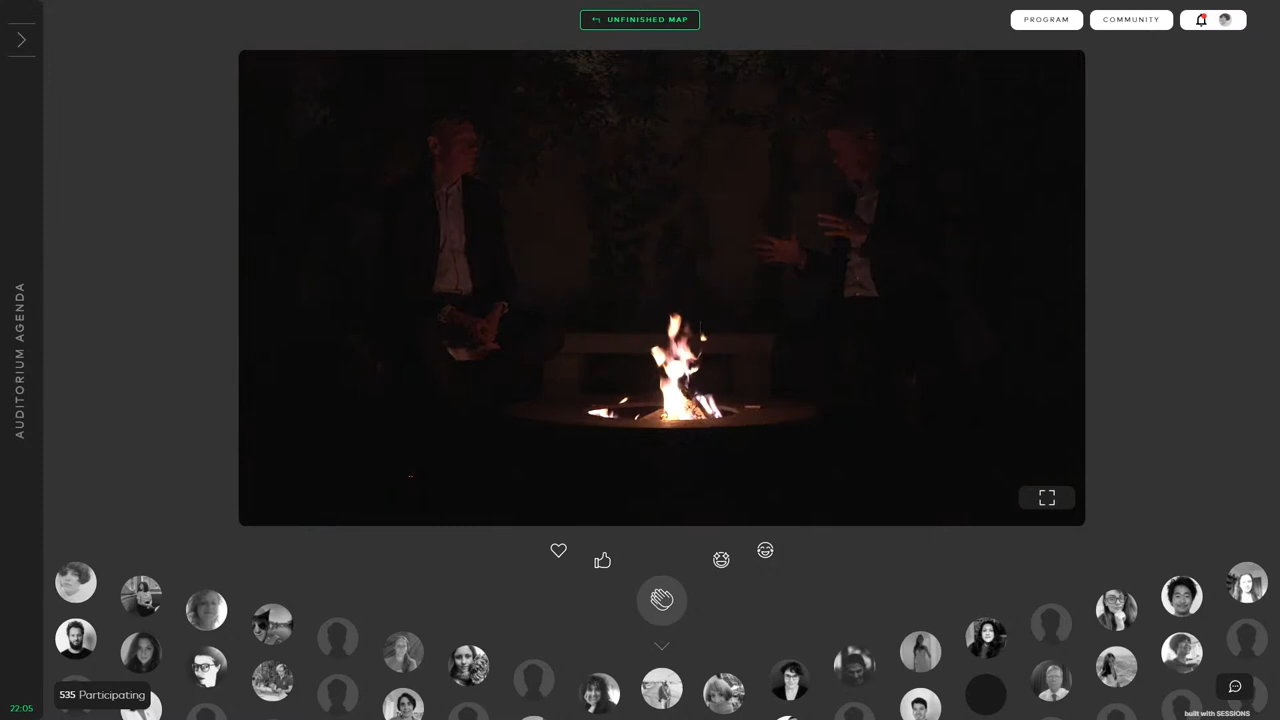 UNFINISHED MAP
PROGRAM
COMMUNITY
AUDITORIUM AGENDA
535 Participating
22:05
built with SESSIONS